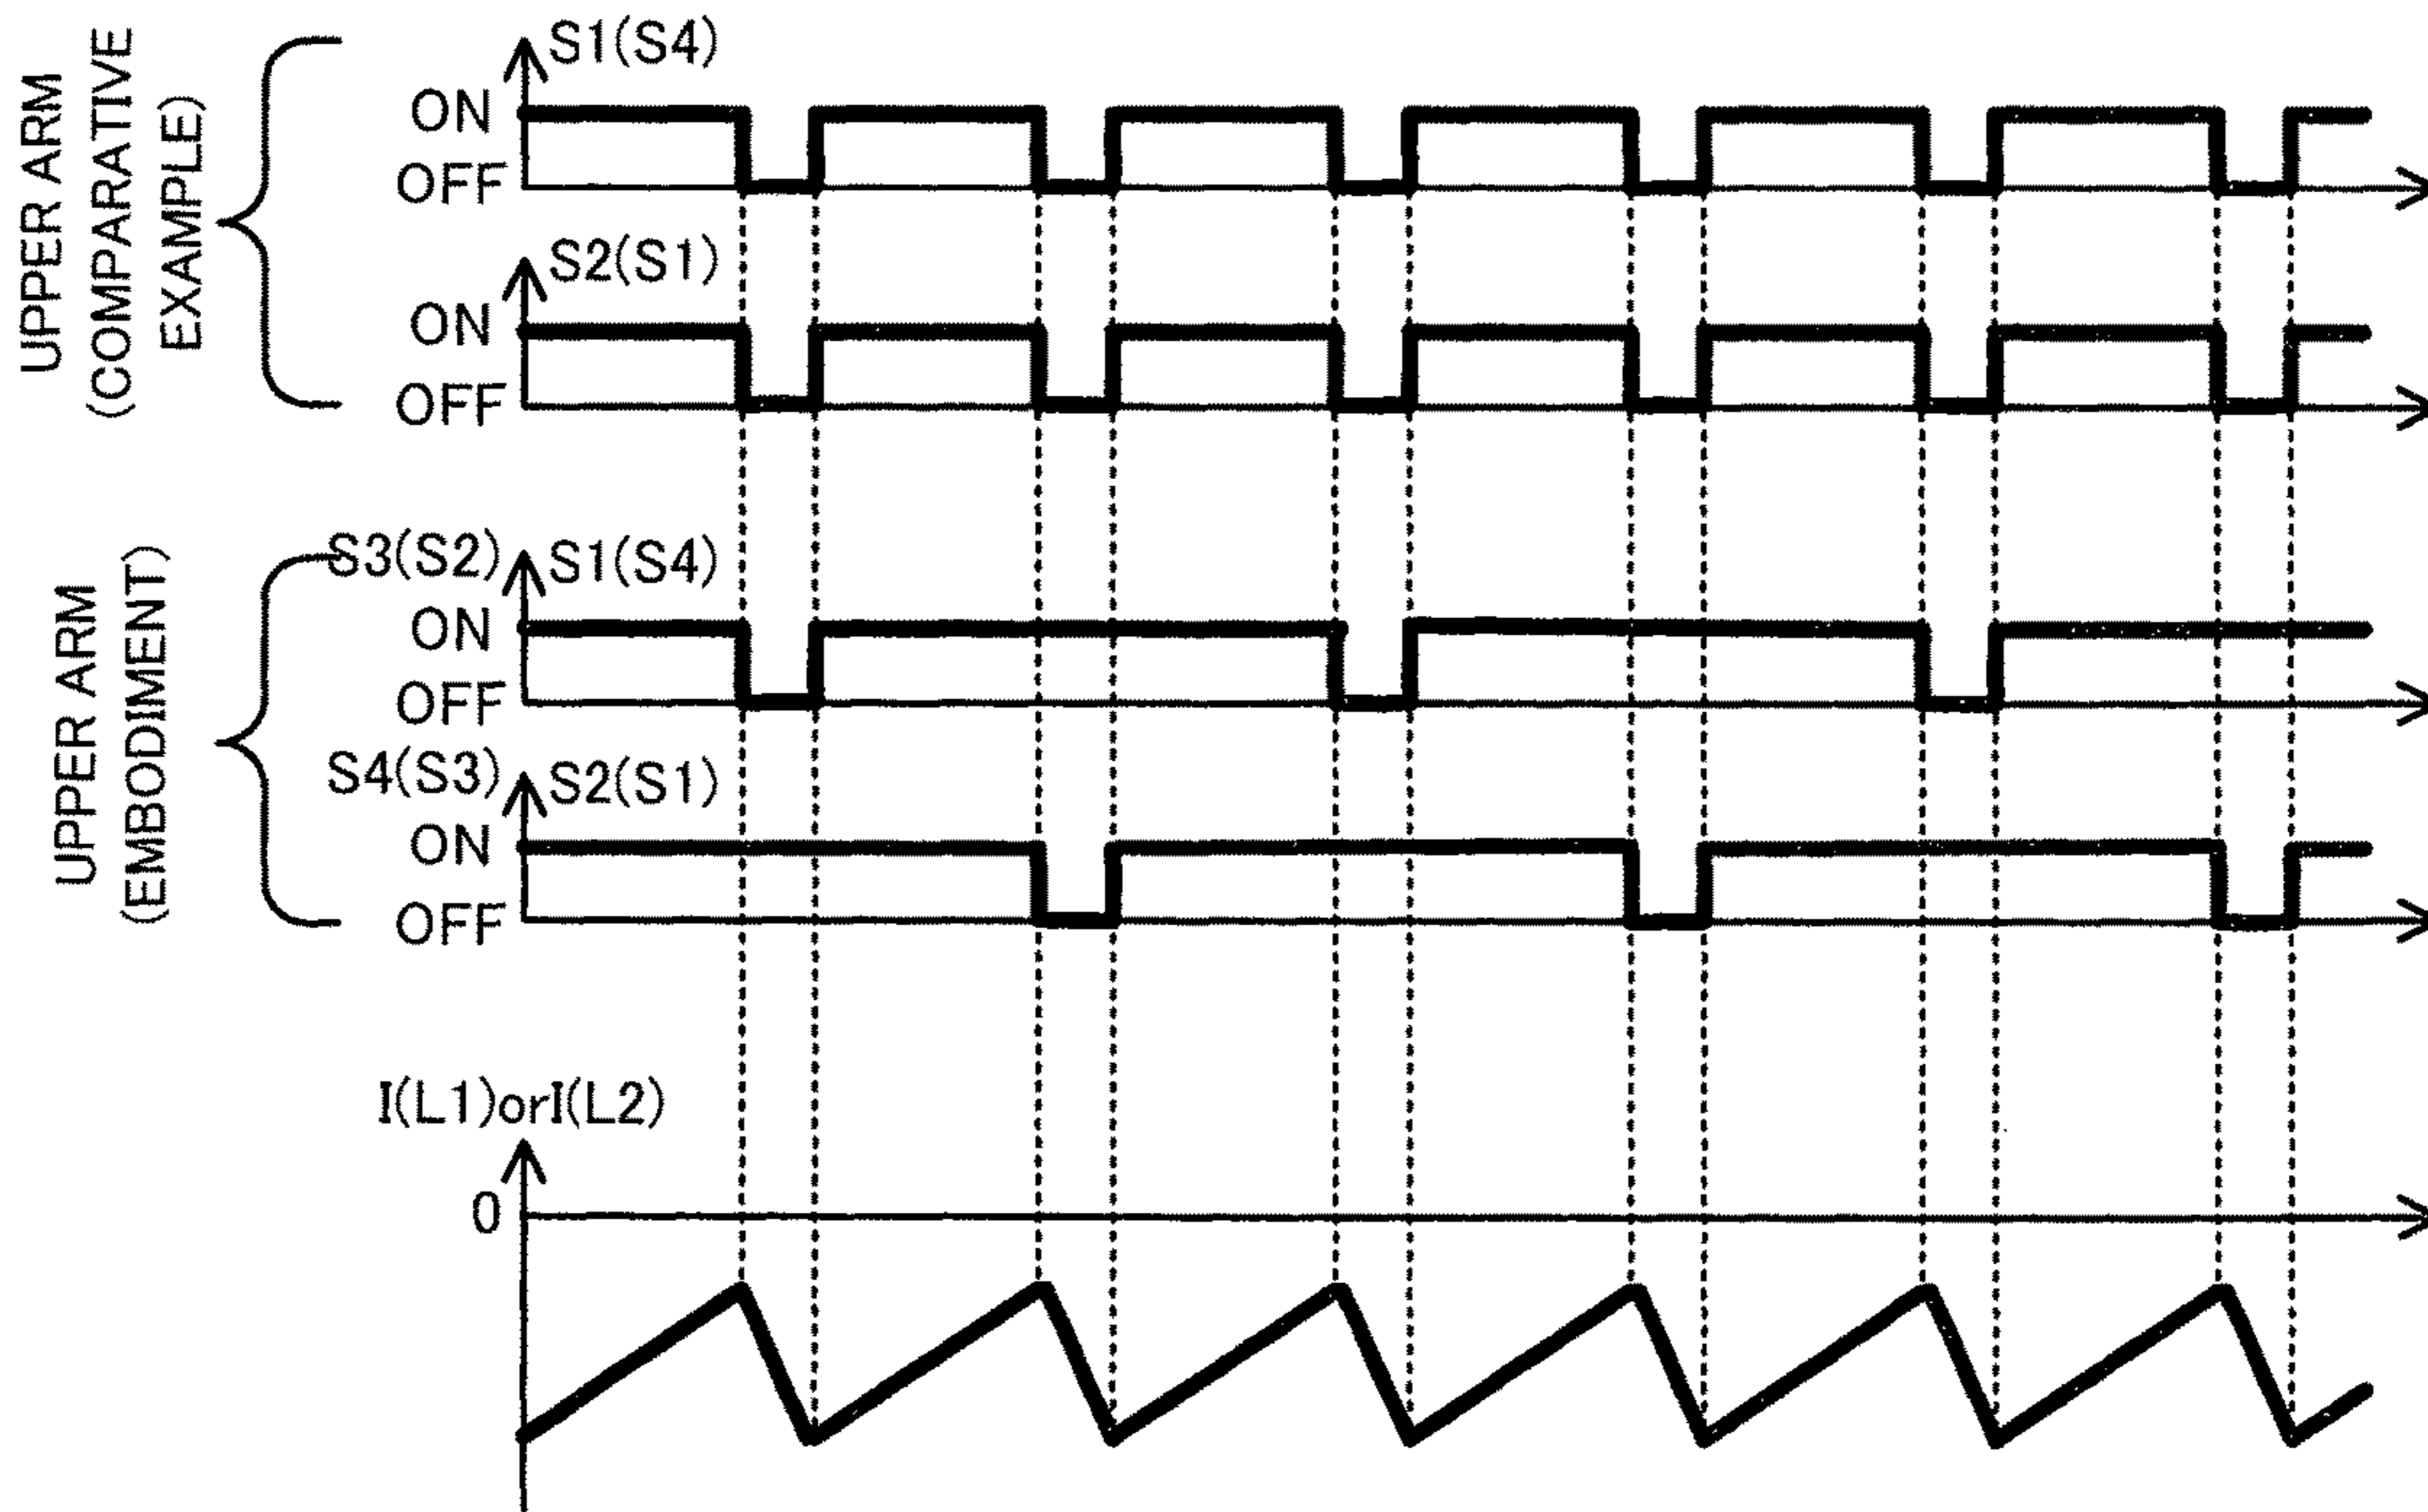 UPPER ARM
(COMPARATIVE
EXAMPLE)
S1(S4)
ON
OFF
S2(S1)
ON
OFF
UPPER ARM
(EMBODIMENT)
S3(S2) S1(S4)
ON
OFF
S4(S3) S2(S1)
ON
OFF
I(L1)orI(L2)
0